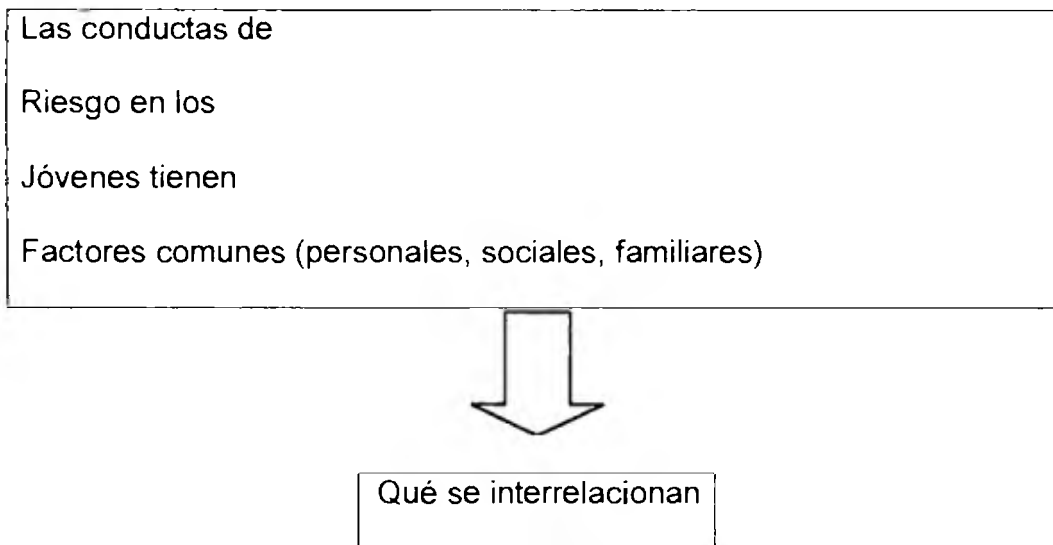 Las conductas de
Riesgo en los
Jóvenes tienen
Factores comunes (personales, sociales, familiares)
Qué se interrelacionan